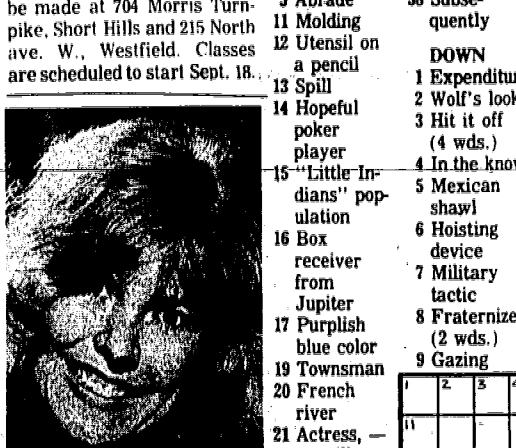 be made at 704 Morris Turn-
pike, Short Hills and 215 North
ave. W., Westfield. Classes
are scheduled to start Sept. 18.
9 Abrade
11 Molding
12 Utensil on
a pencil
13 Spill
14 Hopeful
poker
player
15 "Little In-
dians" pop-
ulation
16 Box
receiver
from
Jupiter
17 Purplish
blue color
19 Townsman
20 French
river
21 Actress, —
quently
DOWN
1 Expenditu
2 Wolf's look
3 Hit it off
(4 wds.)
4 In the know
5 Mexican
shawl
6 Hoisting
device
7 Military
tactic
8 Fraternize
(2 wds.)
9 Gazing
1 2 3 4
11